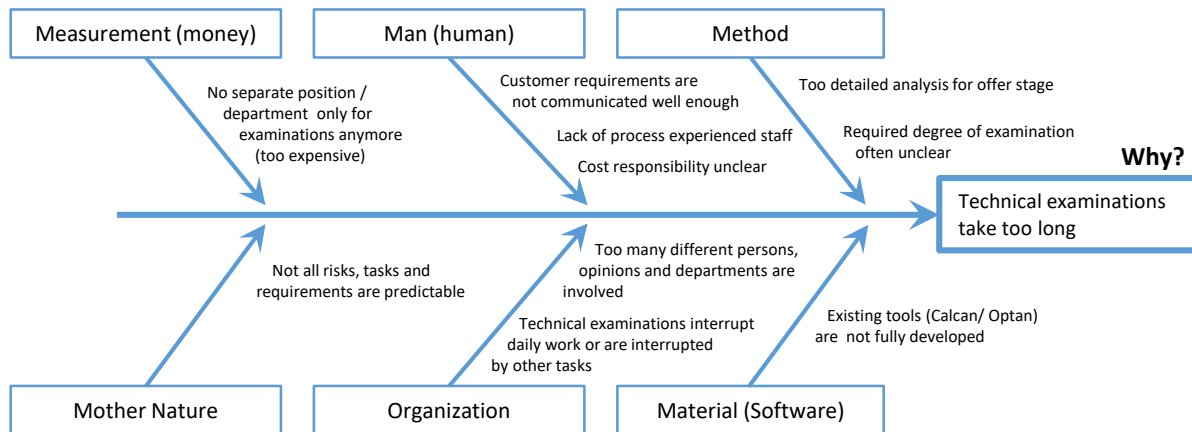 Measurement (money)
Man (human)
Method
No separate position /
department only for
examinations anymore
(too expensive)
Customer requirements are
not communicated well enough
Lack of process experienced staff
Cost responsibility unclear
Too detailed analysis for offer stage
Required degree of examination
often unclear
Why?
Technical examinations
take too long
Not all risks, tasks and
requirements are predictable
Too many different persons,
opinions and departments are
involved
Technical examinations interrupt
daily work or are interrupted
by other tasks
Existing tools (Calcan/ Optan)
are not fully developed
Mother Nature
Organization
Material (Software)